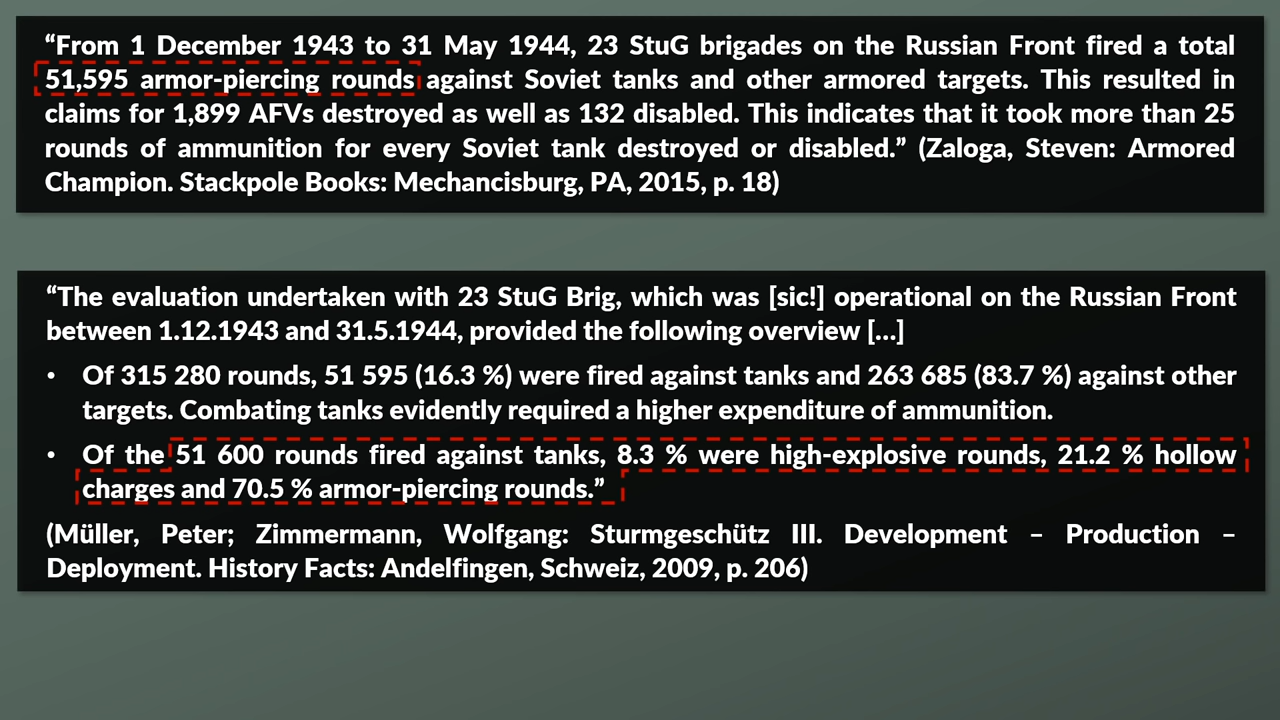 “From 1 December 1943 to 31 May 1944, 23 StuG brigades on the Russian Front fired a total
51,595 armor-piercing rounds against Soviet tanks and other armored targets. This resulted in
claims for 1,899 AFVs destroyed as well as 132 disabled. This indicates that it took more than 25
rounds of ammunition for every Soviet tank destroyed or disabled.” (Zaloga, Steven: Armored
Champion. Stackpole Books: Mechancisburg, PA, 2015, p. 18)
“The evaluation undertaken with 23 StuG Brig, which was [sic!] operational on the Russian Front
between 1.12.1943 and 31.5.1944, provided the following overview […]
• Of 315 280 rounds, 51 595 (16.3 %) were fired against tanks and 263 685 (83.7 %) against other
targets. Combating tanks evidently required a higher expenditure of ammunition.
• Of the 51 600 rounds fired against tanks, 8.3 % were high-explosive rounds, 21.2 % hollow
charges and 70.5 % armor-piercing rounds.”
(Müller, Peter; Zimmermann, Wolfgang: Sturmgeschütz III. Development – Production –
Deployment. History Facts: Andelfingen, Schweiz, 2009, p. 206)